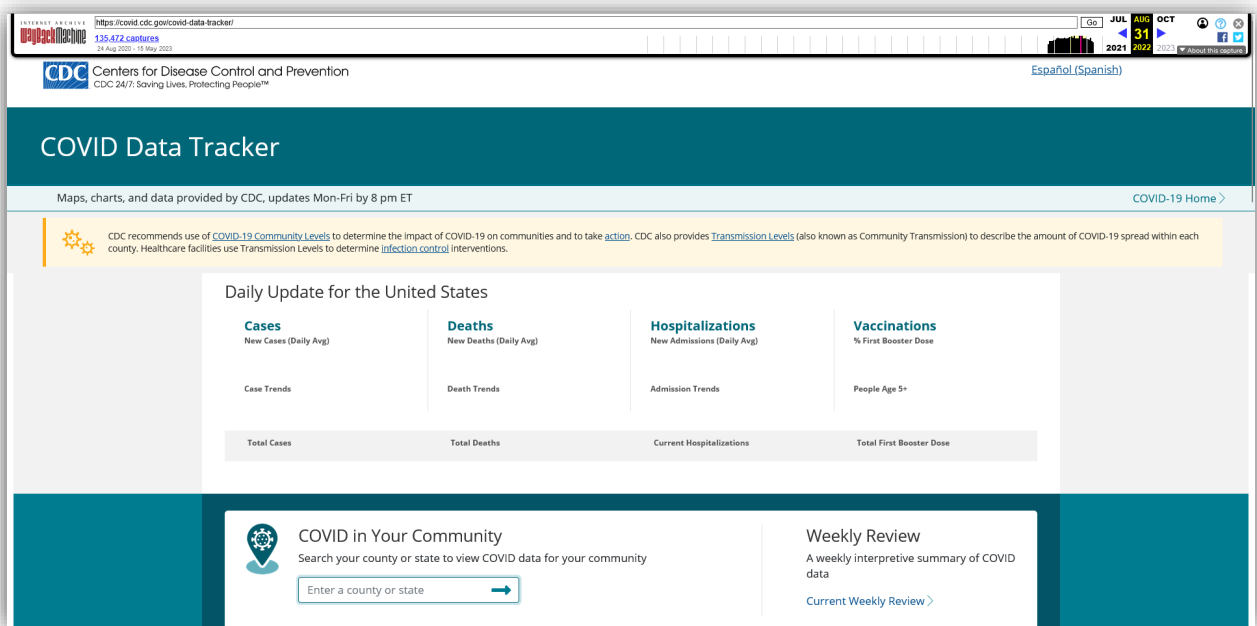 INTERNET ARCHIVE
WayBackMachine
https://covid.cdc.gov/covid-data-tracker/
Go
JUL AUG OCT
135,472 captures
31
24 Aug 2020 - 15 May 2023
2021 2022 2023
About this capture
CDC
Centers for Disease Control and Prevention
CDC 24/7: Saving Lives, Protecting People™
Español (Spanish)
COVID Data Tracker
Maps, charts, and data provided by CDC, updates Mon-Fri by 8 pm ET
COVID-19 Home
CDC recommends use of COVID-19 Community Levels to determine the impact of COVID-19 on communities and to take action. CDC also provides Transmission Levels (also known as Community Transmission) to describe the amount of COVID-19 spread within each
county. Healthcare facilities use Transmission Levels to determine infection control interventions.
Daily Update for the United States
Cases
New Cases (Daily Avg)
Case Trends
Deaths
New Deaths (Daily Avg)
Death Trends
Hospitalizations
New Admissions (Daily Avg)
Admission Trends
Vaccinations
% First Booster Dose
People Age 5+
Total Cases
Total Deaths
Current Hospitalizations
Total First Booster Dose
COVID in Your Community
Search your county or state to view COVID data for your community
Enter a county or state
Weekly Review
A weekly interpretive summary of COVID
data
Current Weekly Review